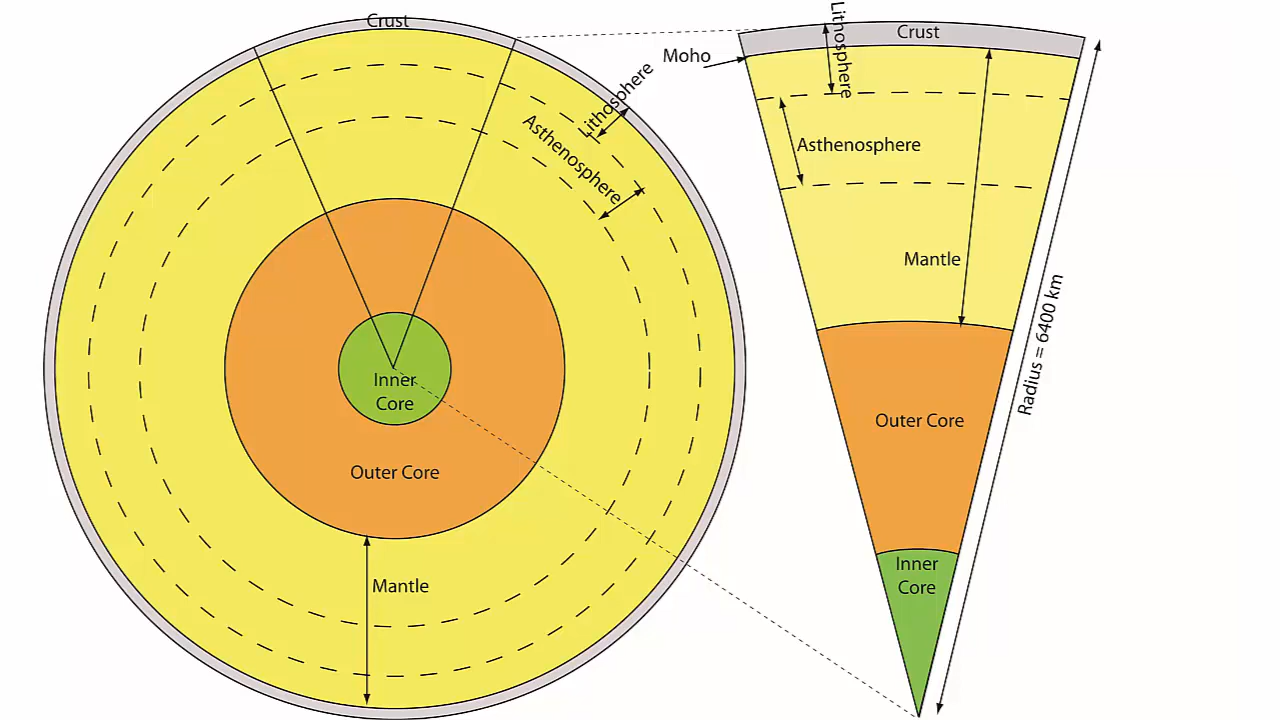 Crust
Lithosphere
Asthenosphere
Inner
Core
Outer Core
Mantle
Moho
Lithosphere
Crust
Asthenosphere
Mantle
Radius = 6400 km
Outer Core
Inner
Core